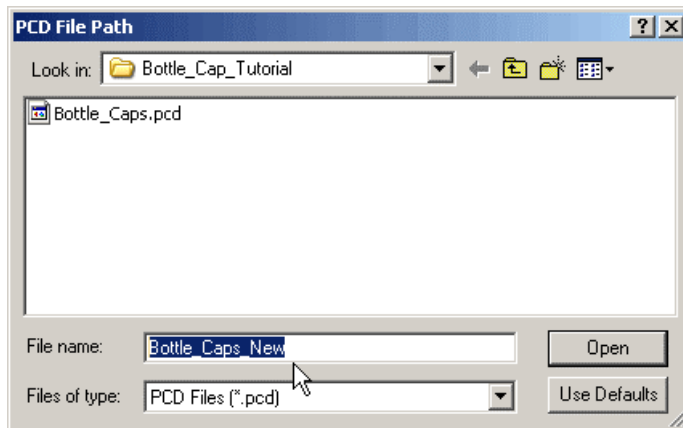 PCD File Path
Look in: Bottle_Cap_Tutorial
Bottle_Caps.pcd
File name: Bottle_Caps_New Open
Files of type: PCD Files (*.pcd) Use Defaults